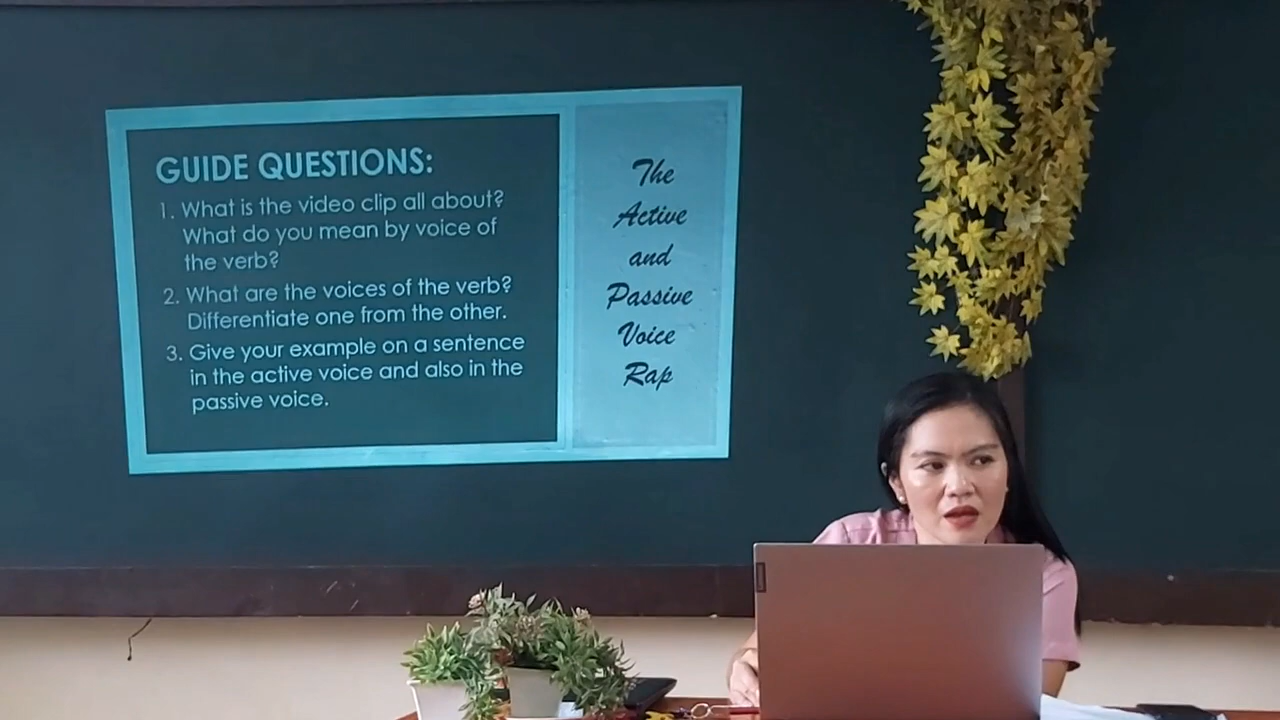 GUIDE QUESTIONS:
1. What is the video clip all about?
What do you mean by voice of
the verb?
2. What are the voices of the verb?
Differentiate one from the other.
3. Give your example on a sentence
in the active voice and also in the
passive voice.
The
Active
and
Passive
Voice
Rap